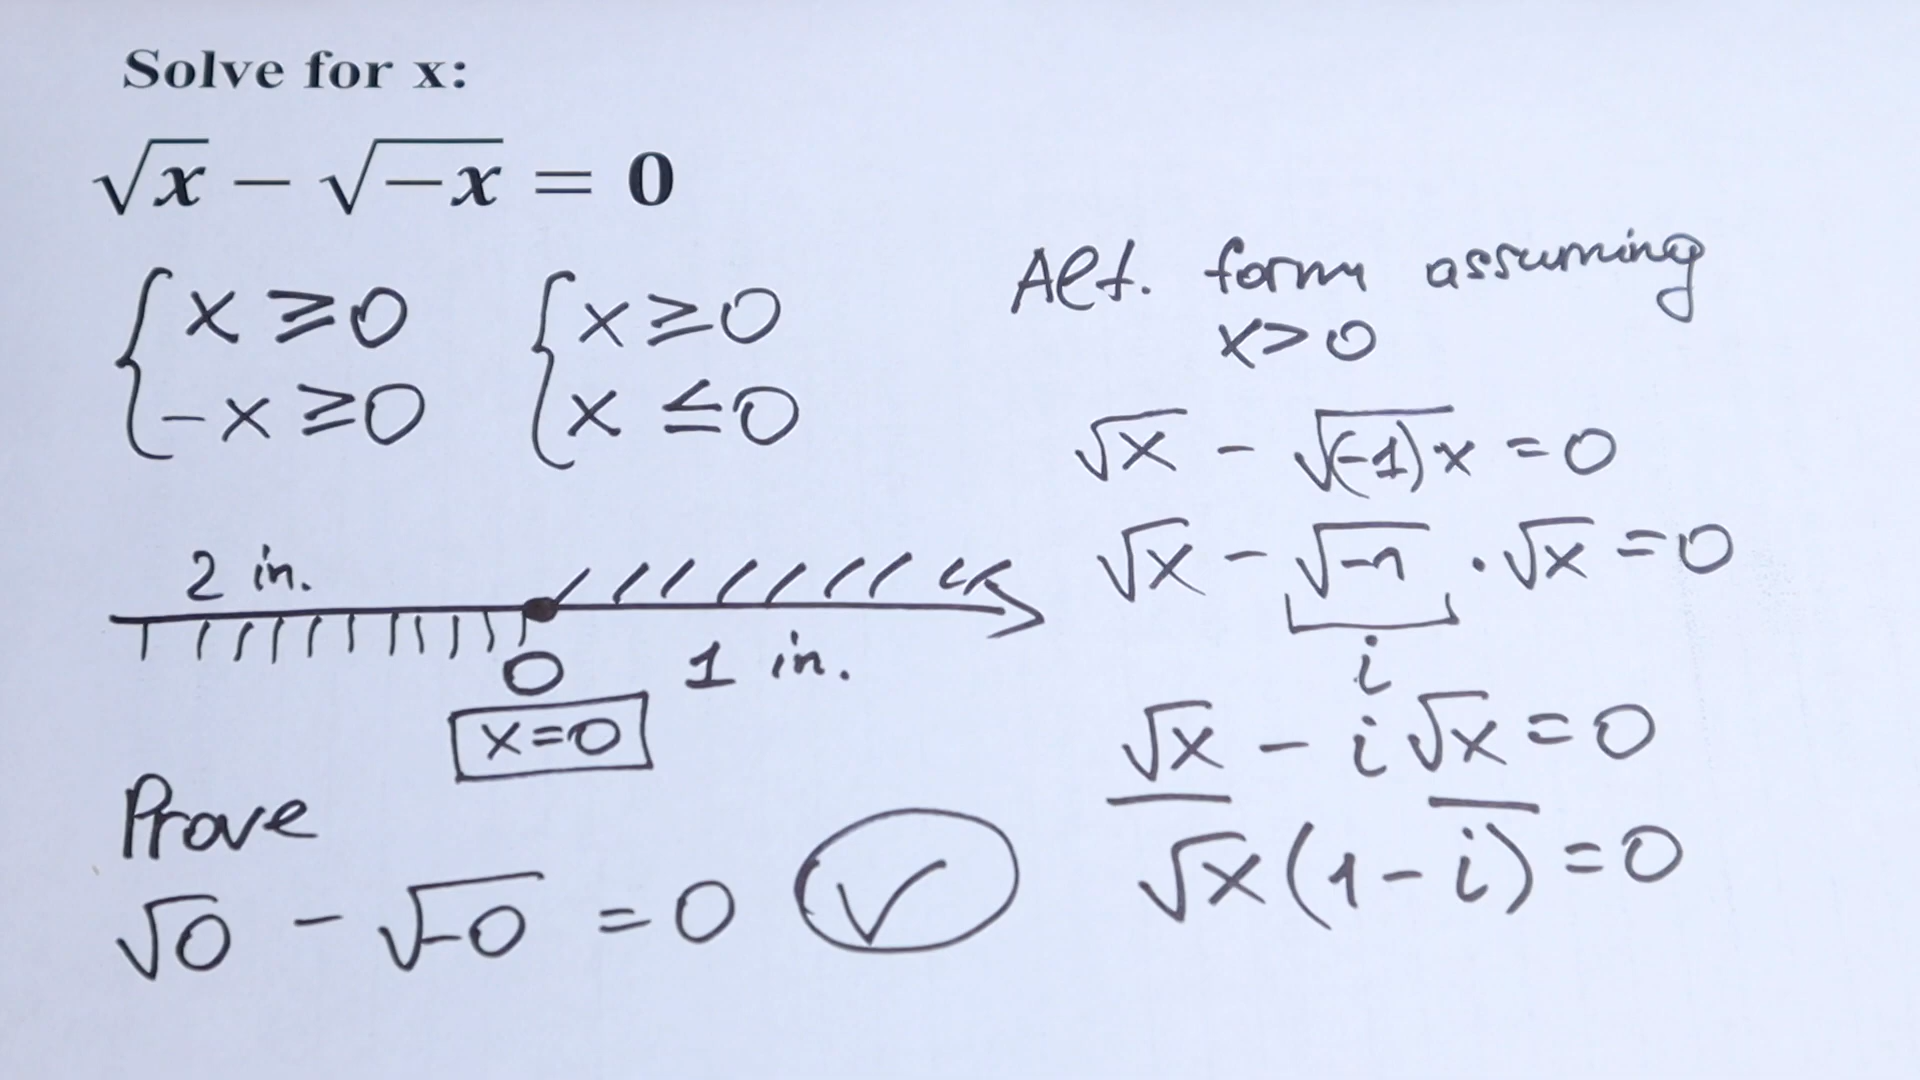 Solve for x:
√x − √−x = 0
{ x ≥ 0
−x ≥ 0
{ x ≥ 0
x ≤ 0
2 in.
0
1 in.
x=0
Prove
√0 − √−0 = 0 ✓
Alt. form assuming
x>0
√x − √(−1)x = 0
√x − √−1 · √x = 0
i
√x − i√x = 0
√x(1−i) = 0